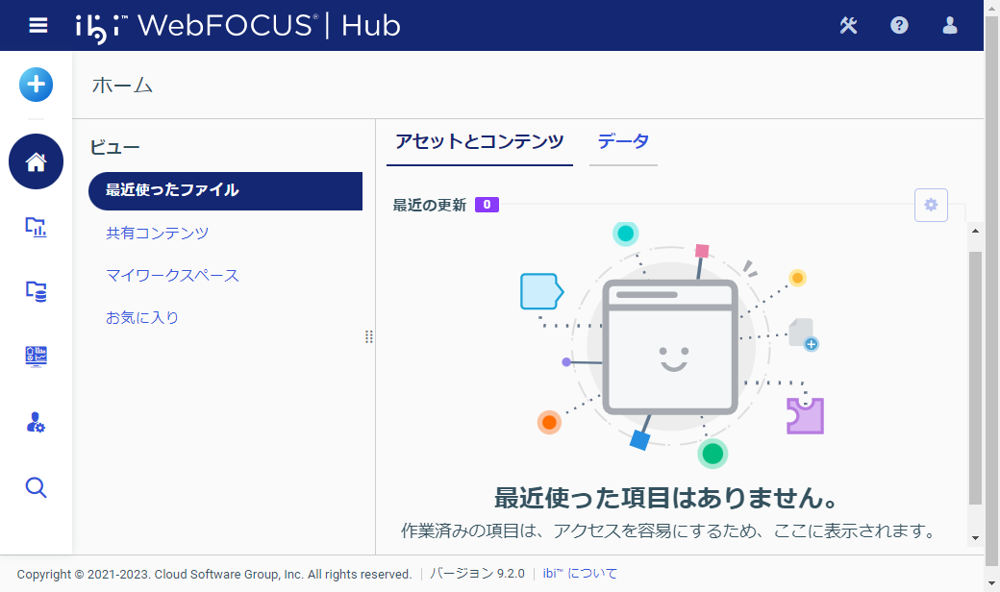 ibi™ WebFOCUS® | Hub
ホーム
ビュー
最近使ったファイル
共有コンテンツ
マイワークスペース
お気に入り
アセットとコンテンツ
データ
最近の更新 0
最近使った項目はありません。
作業済みの項目は、アクセスを容易にするため、ここに表示されます。
Copyright © 2021-2023. Cloud Software Group, Inc. All rights reserved. | バージョン 9.2.0 | ibi™ について